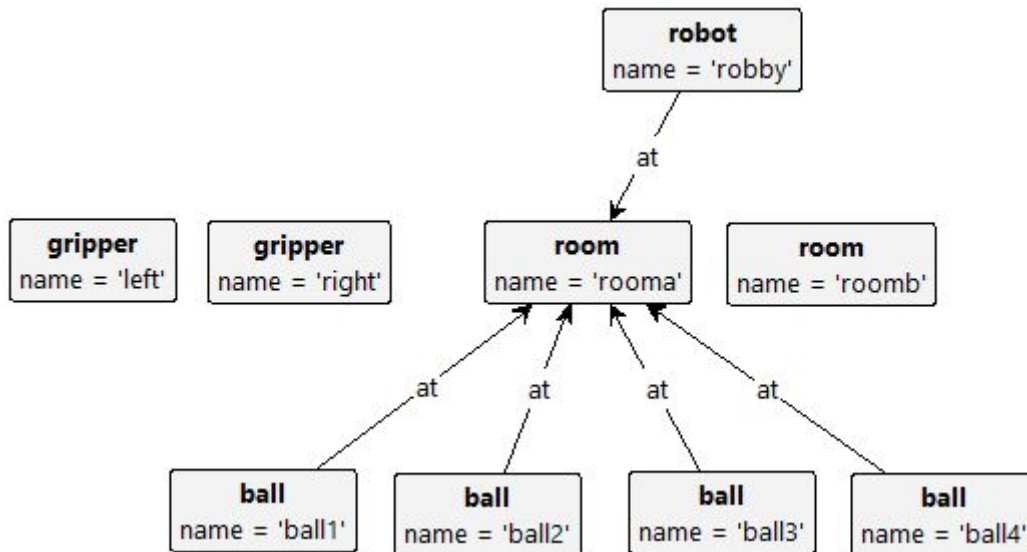 robot
name = 'robby'
at
gripper
name = 'left'
gripper
name = 'right'
room
name = 'rooma'
room
name = 'roomb'
at
at
at
at
ball
name = 'ball1'
ball
name = 'ball2'
ball
name = 'ball3'
ball
name = 'ball4'